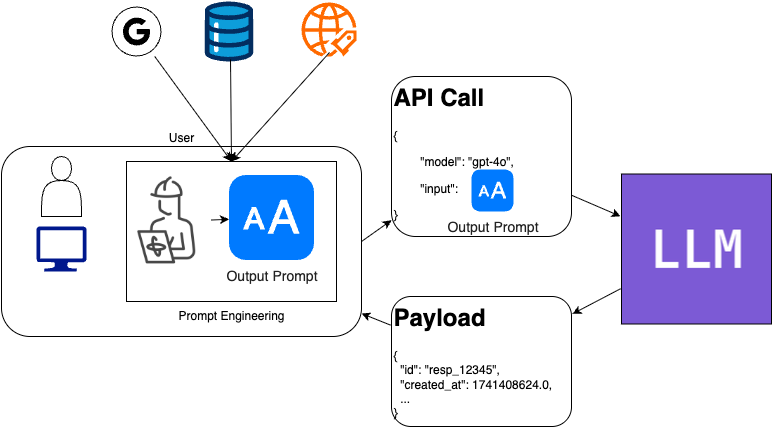 G
User
AA
Output Prompt
Prompt Engineering
API Call
{
"model": "gpt-4o",
"input":
AA
}
Output Prompt
LLM
Payload
{
"id": "resp_12345",
"created_at": 1741408624.0,
...
}